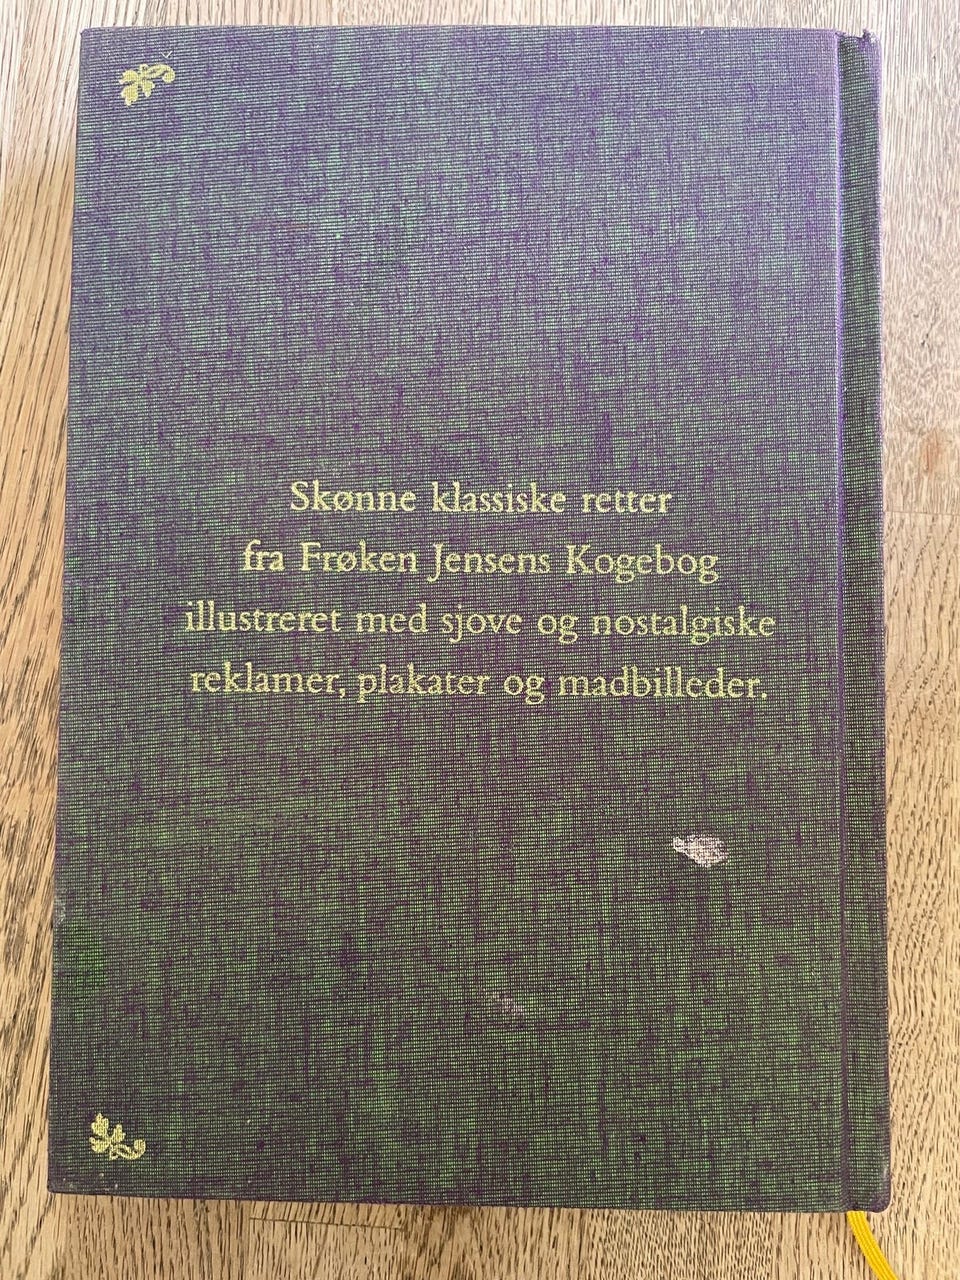 Skønne klassiske retter
fra Frøken Jensens Kogebog
illustreret med sjove og nostalgiske
reklamer, plakater og madbilleder.